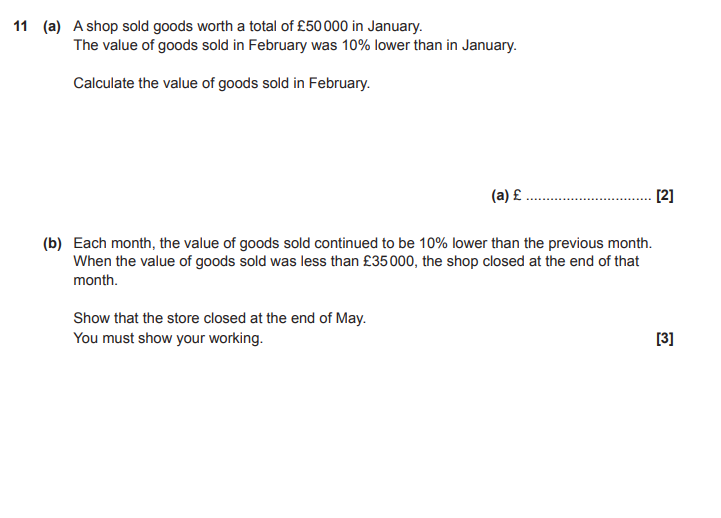 11 (a) A shop sold goods worth a total of £50 000 in January.
The value of goods sold in February was 10% lower than in January.
Calculate the value of goods sold in February.
(a) £ ................................ [2]
(b) Each month, the value of goods sold continued to be 10% lower than the previous month.
When the value of goods sold was less than £35 000, the shop closed at the end of that
month.
Show that the store closed at the end of May.
You must show your working. [3]